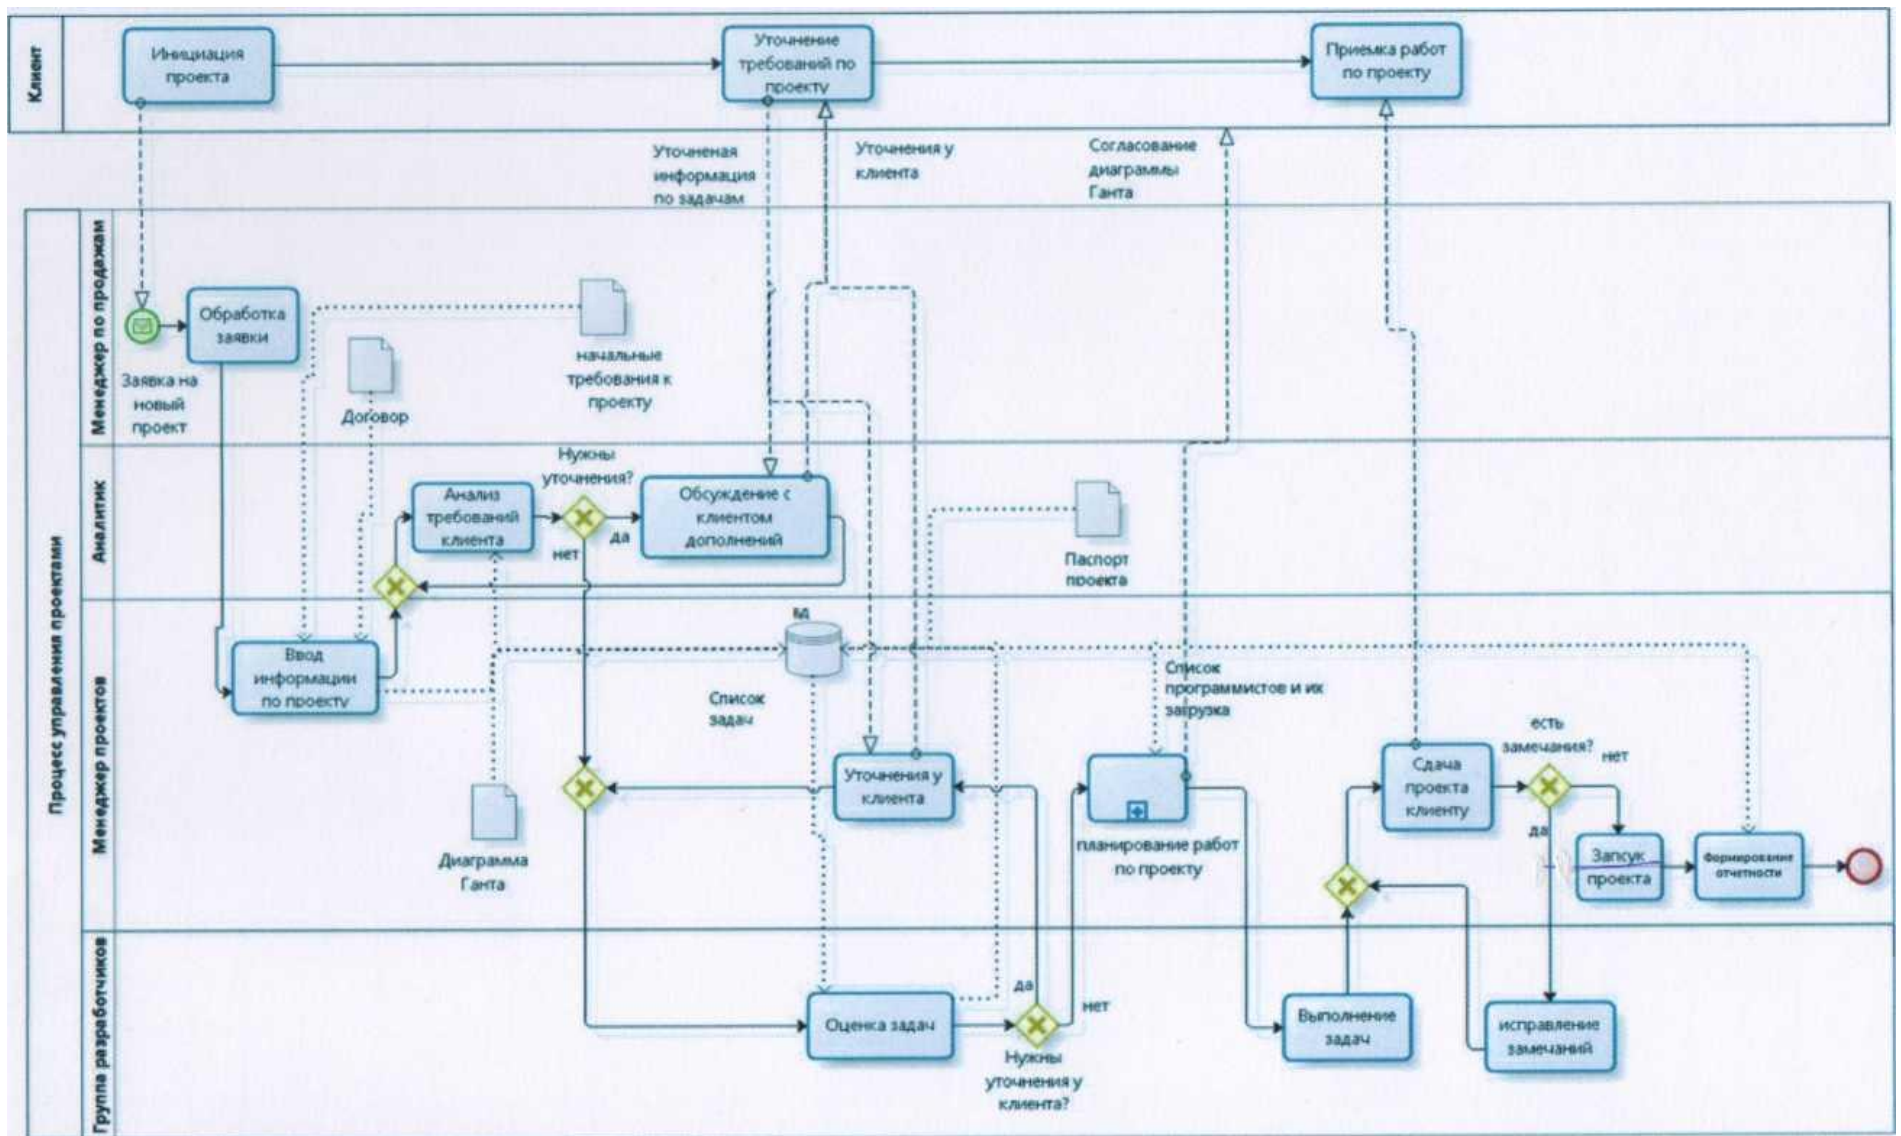 Клиент
Инициация
проекта
Уточнение
требований по
проекту
Приемка работ
по проекту
Уточненая
информация
по задачам
Уточнения у
клиента
Согласование
диаграммы
Ганта
Процесс управления проектами
Менеджер по продажам
Заявка на
новый
проект
Обработка
заявки
Договор
начальные
требования к
проекту
Аналитик
Анализ
требований
клиента
Нужны
уточнения?
да
нет
Обсуждение с
клиентом
дополнений
Паспорт
проекта
Менеджер проектов
Ввод
информации
по проекту
БД
Список
задач
Список
программистов и их
загрузка
Диаграмма
Ганта
Уточнения у
клиента
планирование работ
по проекту
Сдача
проекта
клиенту
есть
замечания?
нет
да
Запсук
проекта
Формирование
отчетности
Группа разработчиков
Оценка задач
да
нет
Нужны
уточнения у
клиента?
Выполнение
задач
исправление
замечаний